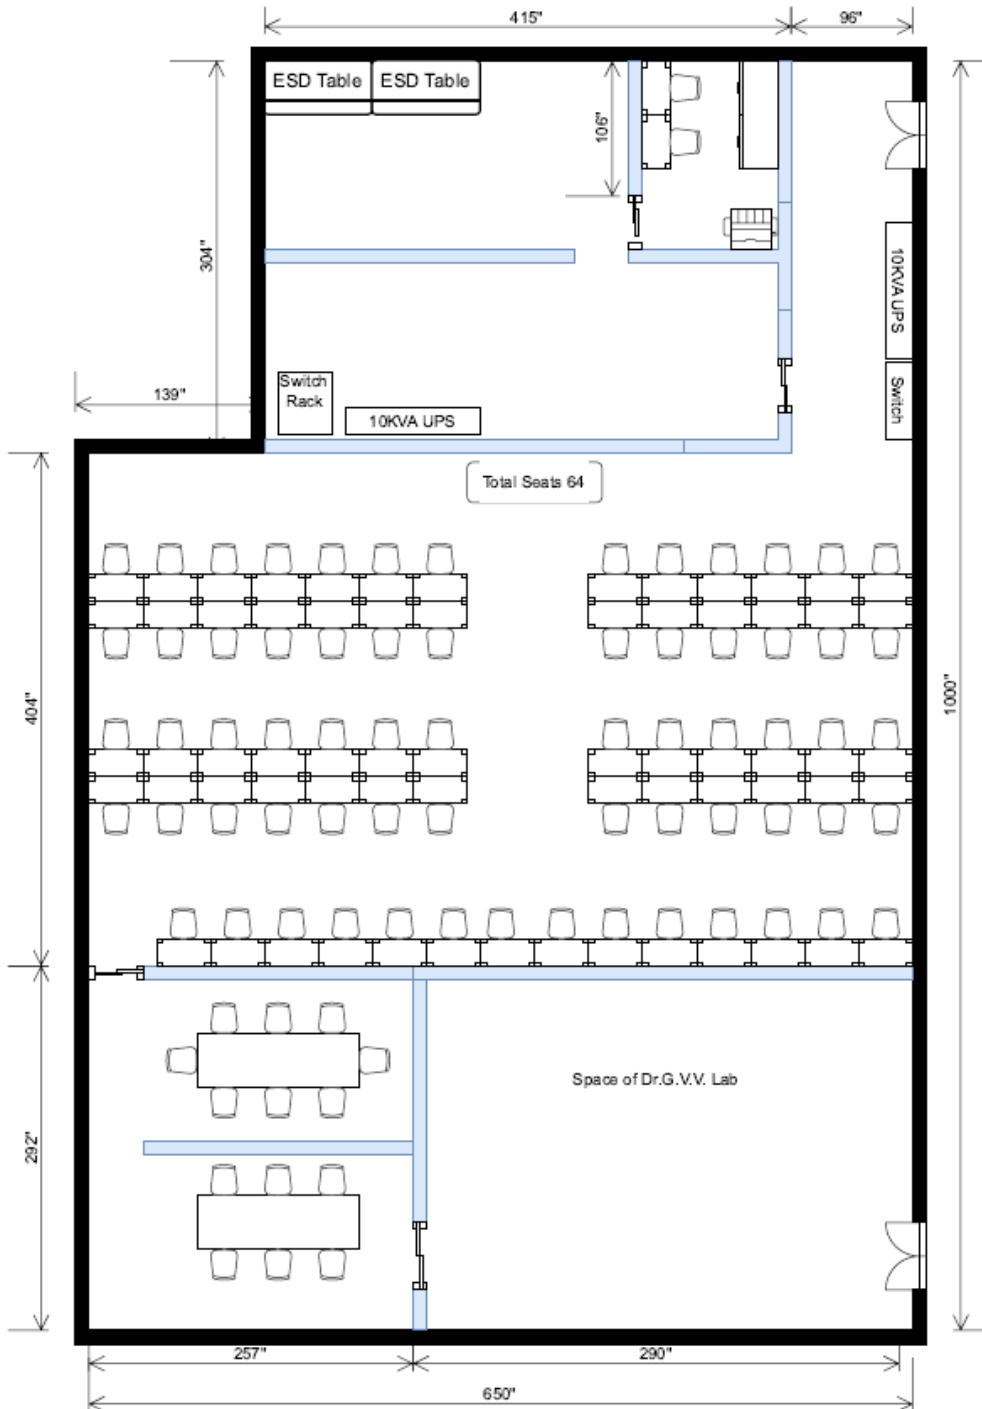 415"
96"
ESD Table
ESD Table
106"
304"
10KVA UPS
139"
Switch
Rack
Switch
10KVA UPS
Total Seats 64
404"
1000"
Space of Dr.G.V.V. Lab
292"
257"
290"
650"